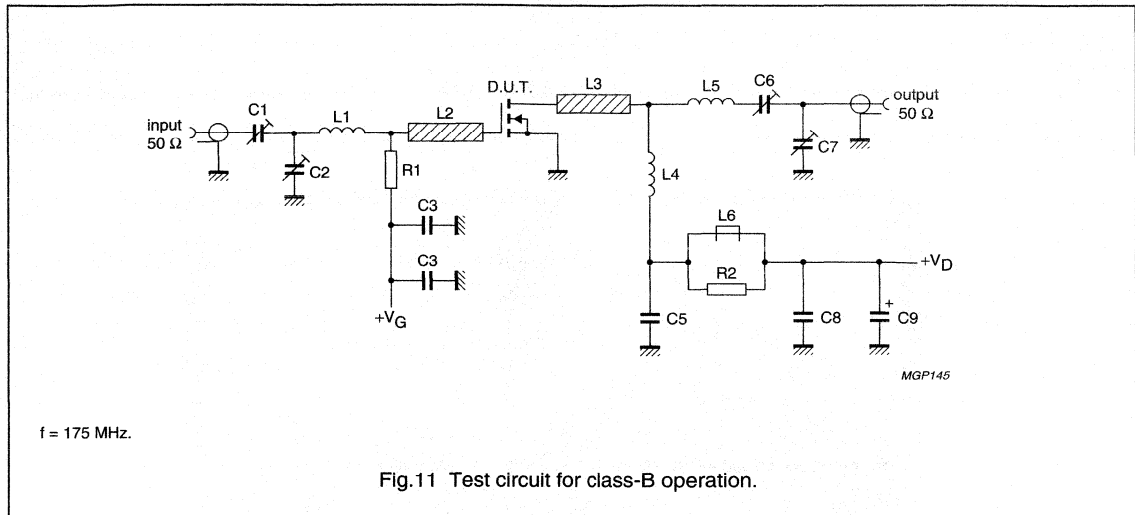 D.U.T.
L3
L5
C6
output
50 Ω
C1
L1
L2
input
50 Ω
C7
C2
R1
L4
C3
L6
C3
R2
+VD
+VG
C5
C8
+
C9
MGP145
f = 175 MHz.
Fig.11 Test circuit for class-B operation.